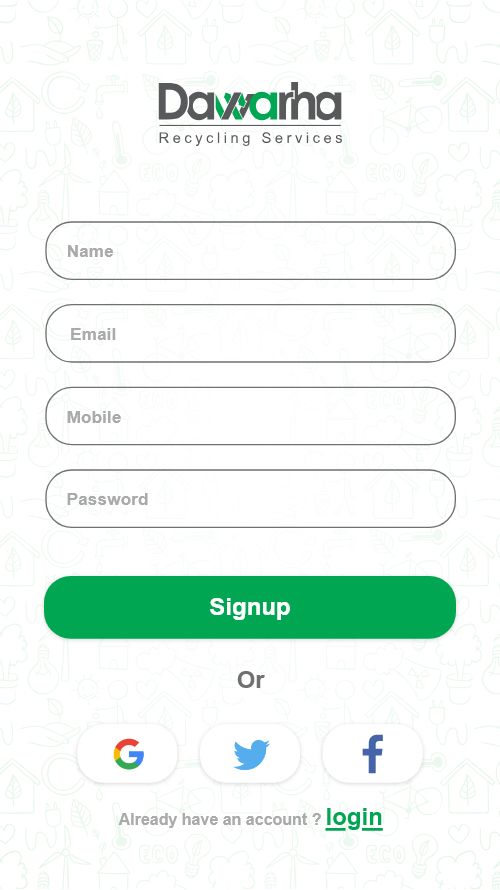 Dawarha
Recycling Services
Name
Email
Mobile
Password
Signup
Or
Already have an account ? login